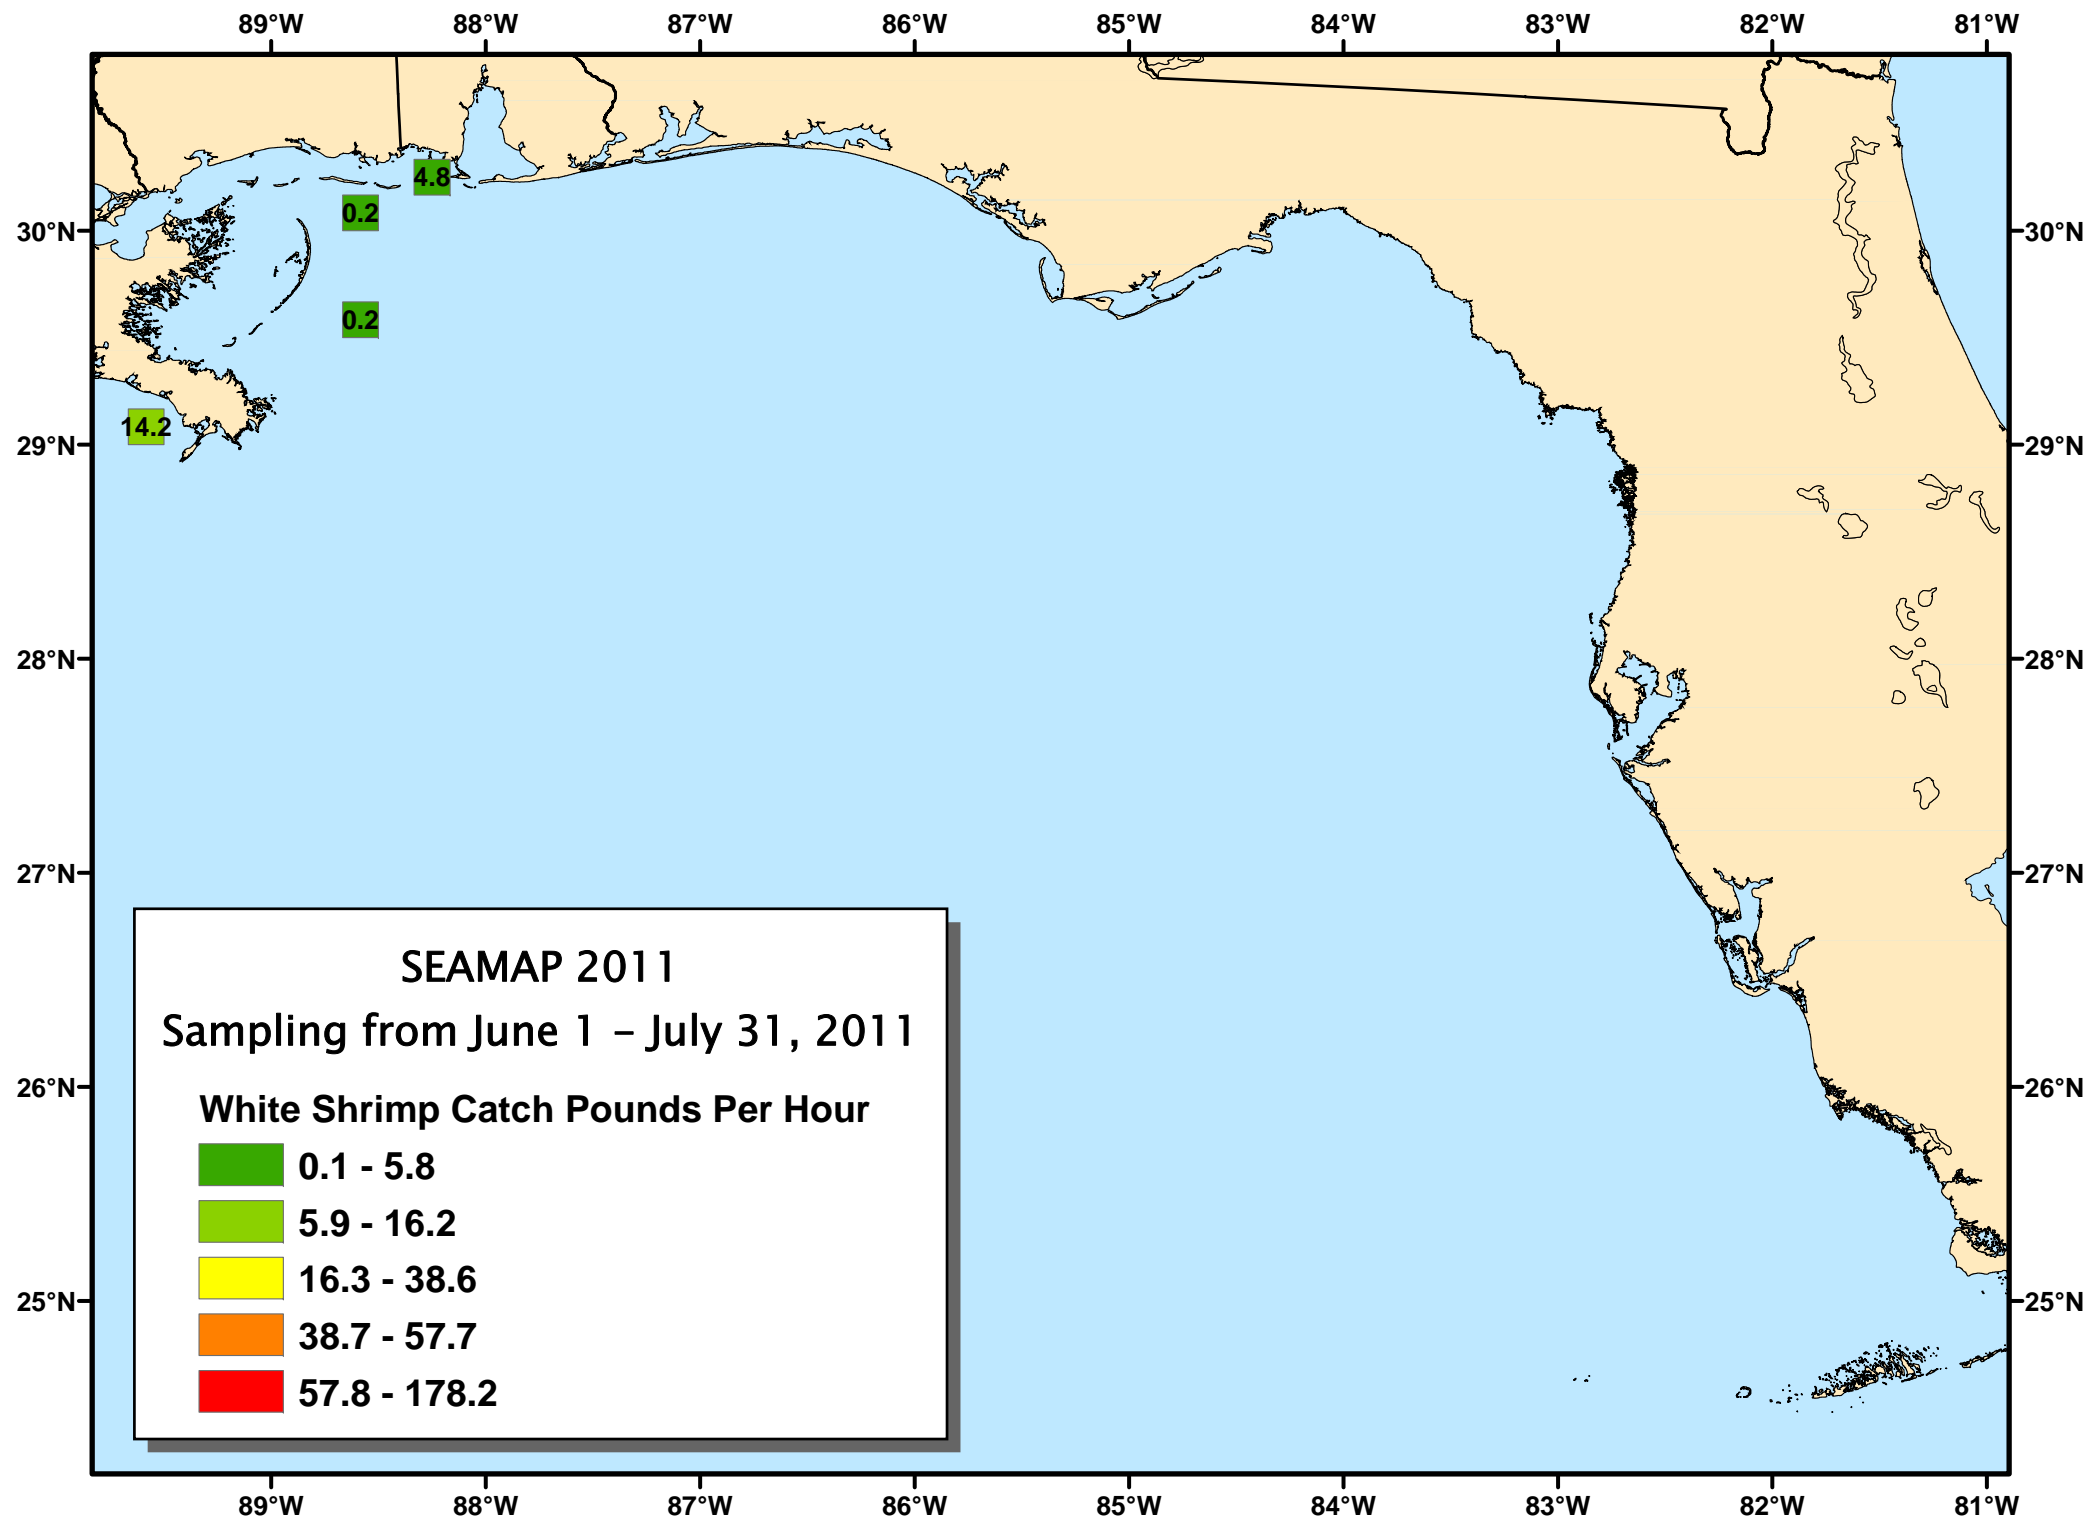 89°W 88°W 87°W 86°W 85°W 84°W 83°W 82°W 81°W
4.8
0.2
30°N 30°N
0.2
14.2
29°N 29°N
28°N 28°N
27°N 27°N
SEAMAP 2011
Sampling from June 1 - July 31, 2011
26°N 26°N
White Shrimp Catch Pounds Per Hour
0.1 - 5.8
5.9 - 16.2
16.3 - 38.6
25°N 25°N
38.7 - 57.7
57.8 - 178.2
89°W 88°W 87°W 86°W 85°W 84°W 83°W 82°W 81°W